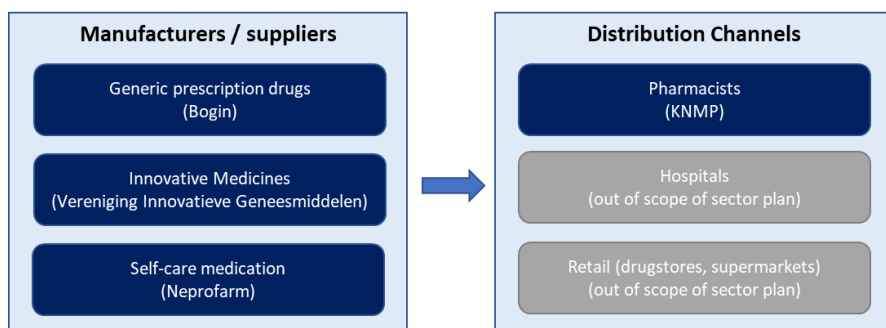 Manufacturers / suppliers
Generic prescription drugs
(Bogin)
Innovative Medicines
(Vereniging Innovatieve Geneesmiddelen)
Self-care medication
(Neprofarm)
Distribution Channels
Pharmacists
(KNMP)
Hospitals
(out of scope of sector plan)
Retail (drugstores, supermarkets)
(out of scope of sector plan)